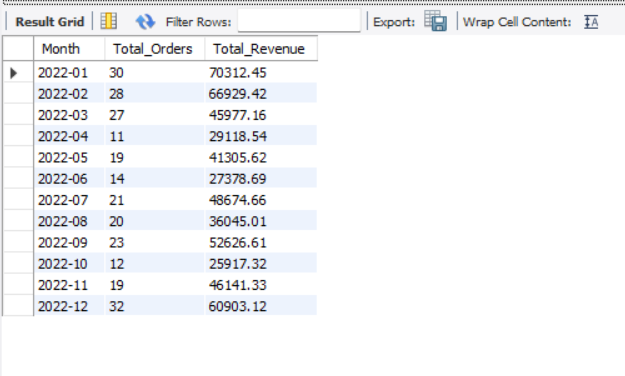 Result Grid Filter Rows: Export: Wrap Cell Content: IA
Month Total_Orders Total_Revenue
2022-01 30 70312.45
2022-02 28 66929.42
2022-03 27 45977.16
2022-04 11 29118.54
2022-05 19 41305.62
2022-06 14 27378.69
2022-07 21 48674.66
2022-08 20 36045.01
2022-09 23 52626.61
2022-10 12 25917.32
2022-11 19 46141.33
2022-12 32 60903.12